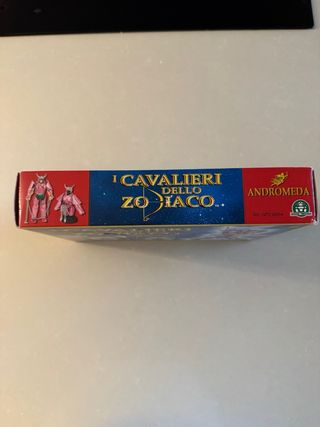 I CAVALIERI
DELLO
ZODIACO
ANDROMEDA